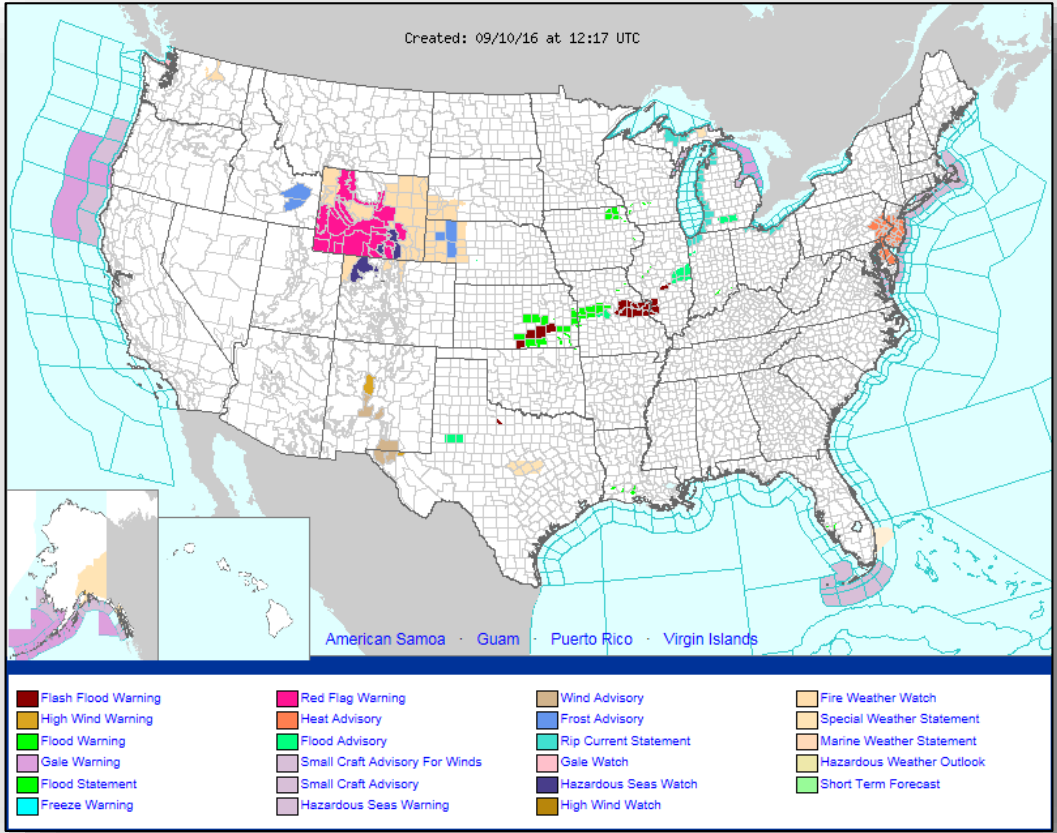 Created: 09/10/16 at 12:17 UTC
American Samoa · Guam · Puerto Rico · Virgin Islands
Flash Flood Warning
High Wind Warning
Flood Warning
Gale Warning
Flood Statement
Freeze Warning
Red Flag Warning
Heat Advisory
Flood Advisory
Small Craft Advisory For Winds
Small Craft Advisory
Hazardous Seas Warning
Wind Advisory
Frost Advisory
Rip Current Statement
Gale Watch
Hazardous Seas Watch
High Wind Watch
Fire Weather Watch
Special Weather Statement
Marine Weather Statement
Hazardous Weather Outlook
Short Term Forecast